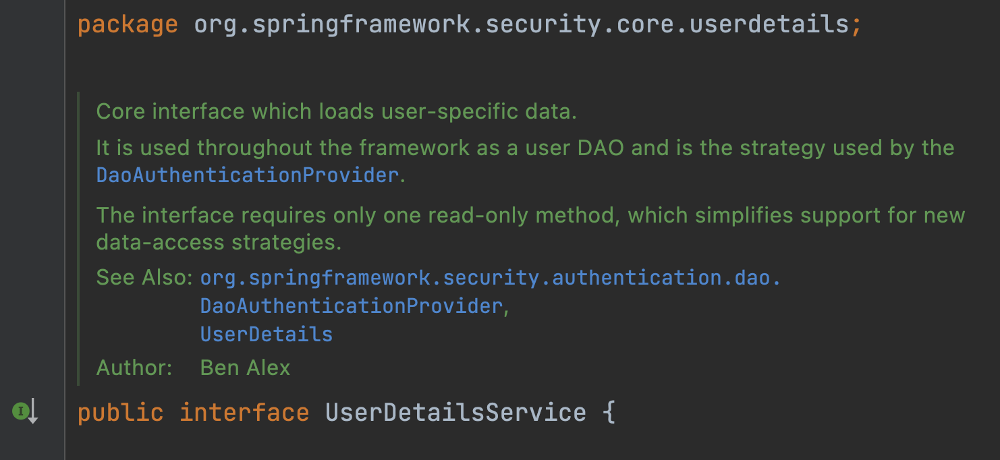 package org.springframework.security.core.userdetails;
Core interface which loads user-specific data.
It is used throughout the framework as a user DAO and is the strategy used by the
DaoAuthenticationProvider.
The interface requires only one read-only method, which simplifies support for new
data-access strategies.
See Also: org.springframework.security.authentication.dao.
DaoAuthenticationProvider,
UserDetails
Author: Ben Alex
I
public interface UserDetailsService {